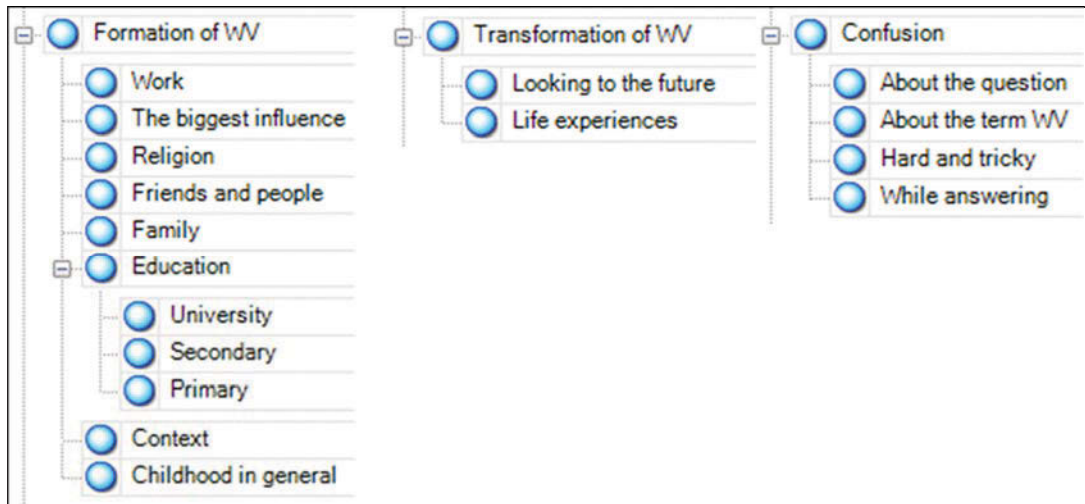 Formation of WV
Work
The biggest influence
Religion
Friends and people
Family
Education
University
Secondary
Primary
Context
Childhood in general
Transformation of WV
Looking to the future
Life experiences
Confusion
About the question
About the term WV
Hard and tricky
While answering